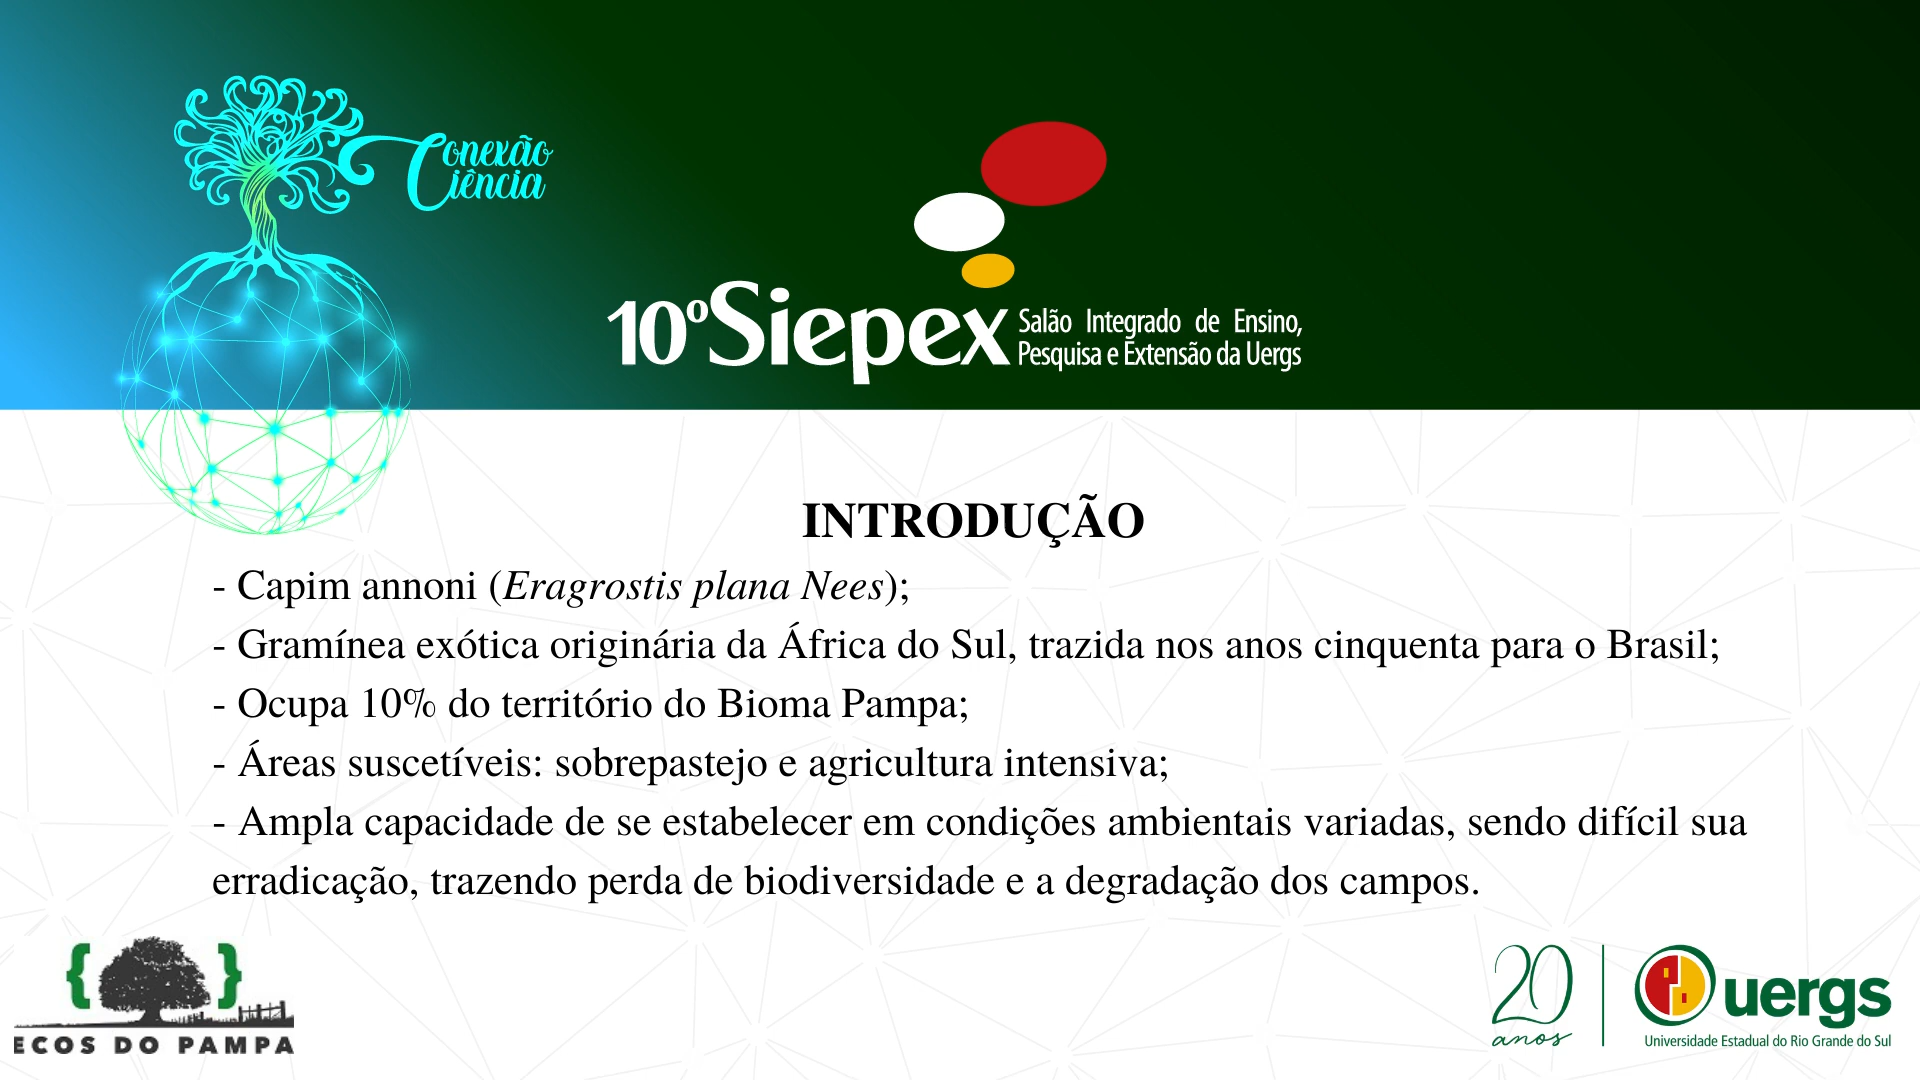 Conexão
Ciência
10º Siepex
Salão Integrado de Ensino,
Pesquisa e Extensão da Uergs
INTRODUÇÃO
- Capim annoni (Eragrostis plana Nees);
- Gramínea exótica originária da África do Sul, trazida nos anos cinquenta para o Brasil;
- Ocupa 10% do território do Bioma Pampa;
- Áreas suscetíveis: sobrepastejo e agricultura intensiva;
- Ampla capacidade de se estabelecer em condições ambientais variadas, sendo difícil sua
erradicação, trazendo perda de biodiversidade e a degradação dos campos.
{ }
ECOS DO PAMPA
20
anos
uergs
Universidade Estadual do Rio Grande do Sul